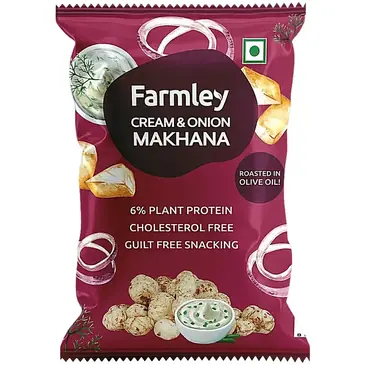 Farmley
CREAM & ONION
MAKHANA
ROASTED IN
OLIVE OIL!
6% PLANT PROTEIN
CHOLESTEROL FREE
GUILT FREE SNACKING